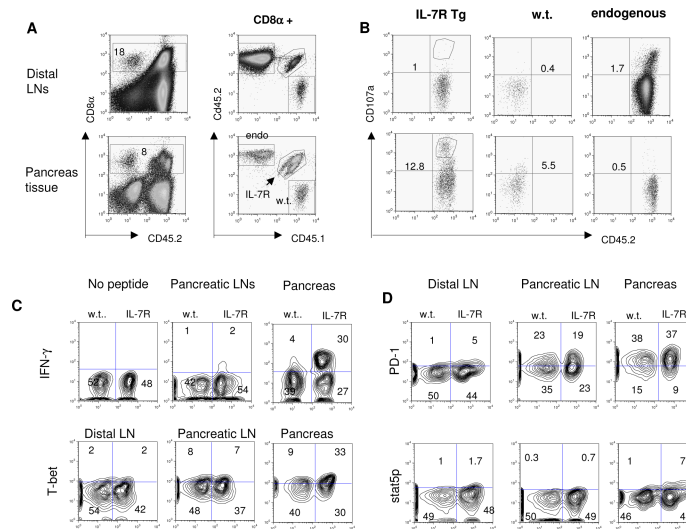 A
CD8α +
B
IL-7R Tg
w.t.
endogenous
Distal
LNs
CD8α
18
Cd45.2
CD107a
1
0.4
1.7
Pancreas
tissue
8
endo
IL-7R
w.t.
12.8
5.5
0.5
CD45.2
CD45.1
CD45.2
C
No peptide
Pancreatic LNs
Pancreas
D
Distal LN
Pancreatic LN
Pancreas
w.t..
IL-7R
w.t.
IL-7R
w.t.
IL-7R
w.t.
IL-7R
w.t.
IL-7R
w.t.
IL-7R
IFN-γ
52
48
1
2
42
54
4
30
39
27
PD-1
1
5
50
44
23
19
35
23
38
37
15
9
Distal LN
Pancreatic LN
Pancreas
T-bet
2
2
54
42
8
7
48
37
9
33
40
30
stat5p
1
1.7
49
48
0.3
0.7
50
49
1
7
46
4